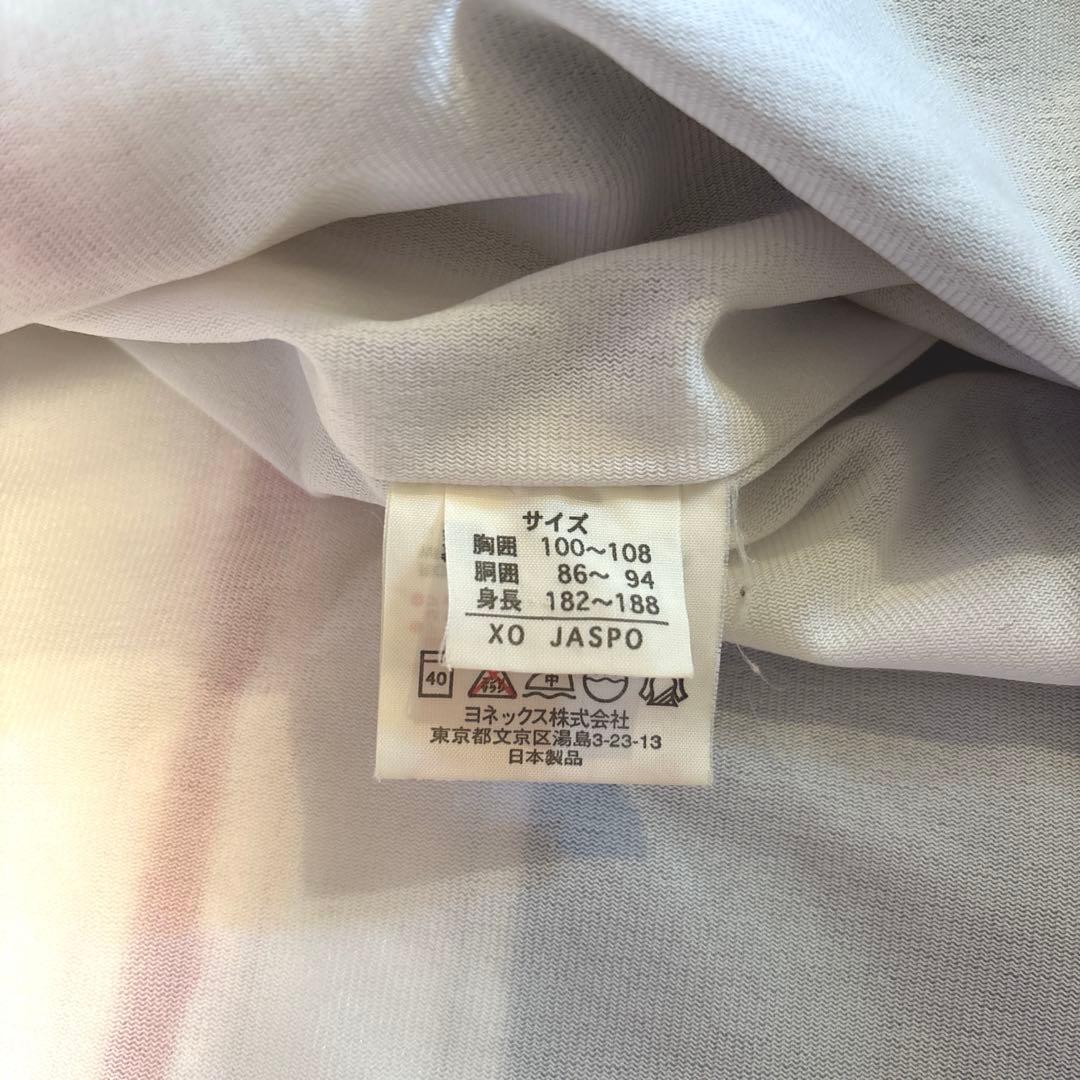 サイズ
胸囲 100～108
胴囲 86～ 94
身長 182～188
XO JASPO
40 中
ヨネックス株式会社
東京都文京区湯島3-23-13
日本製品